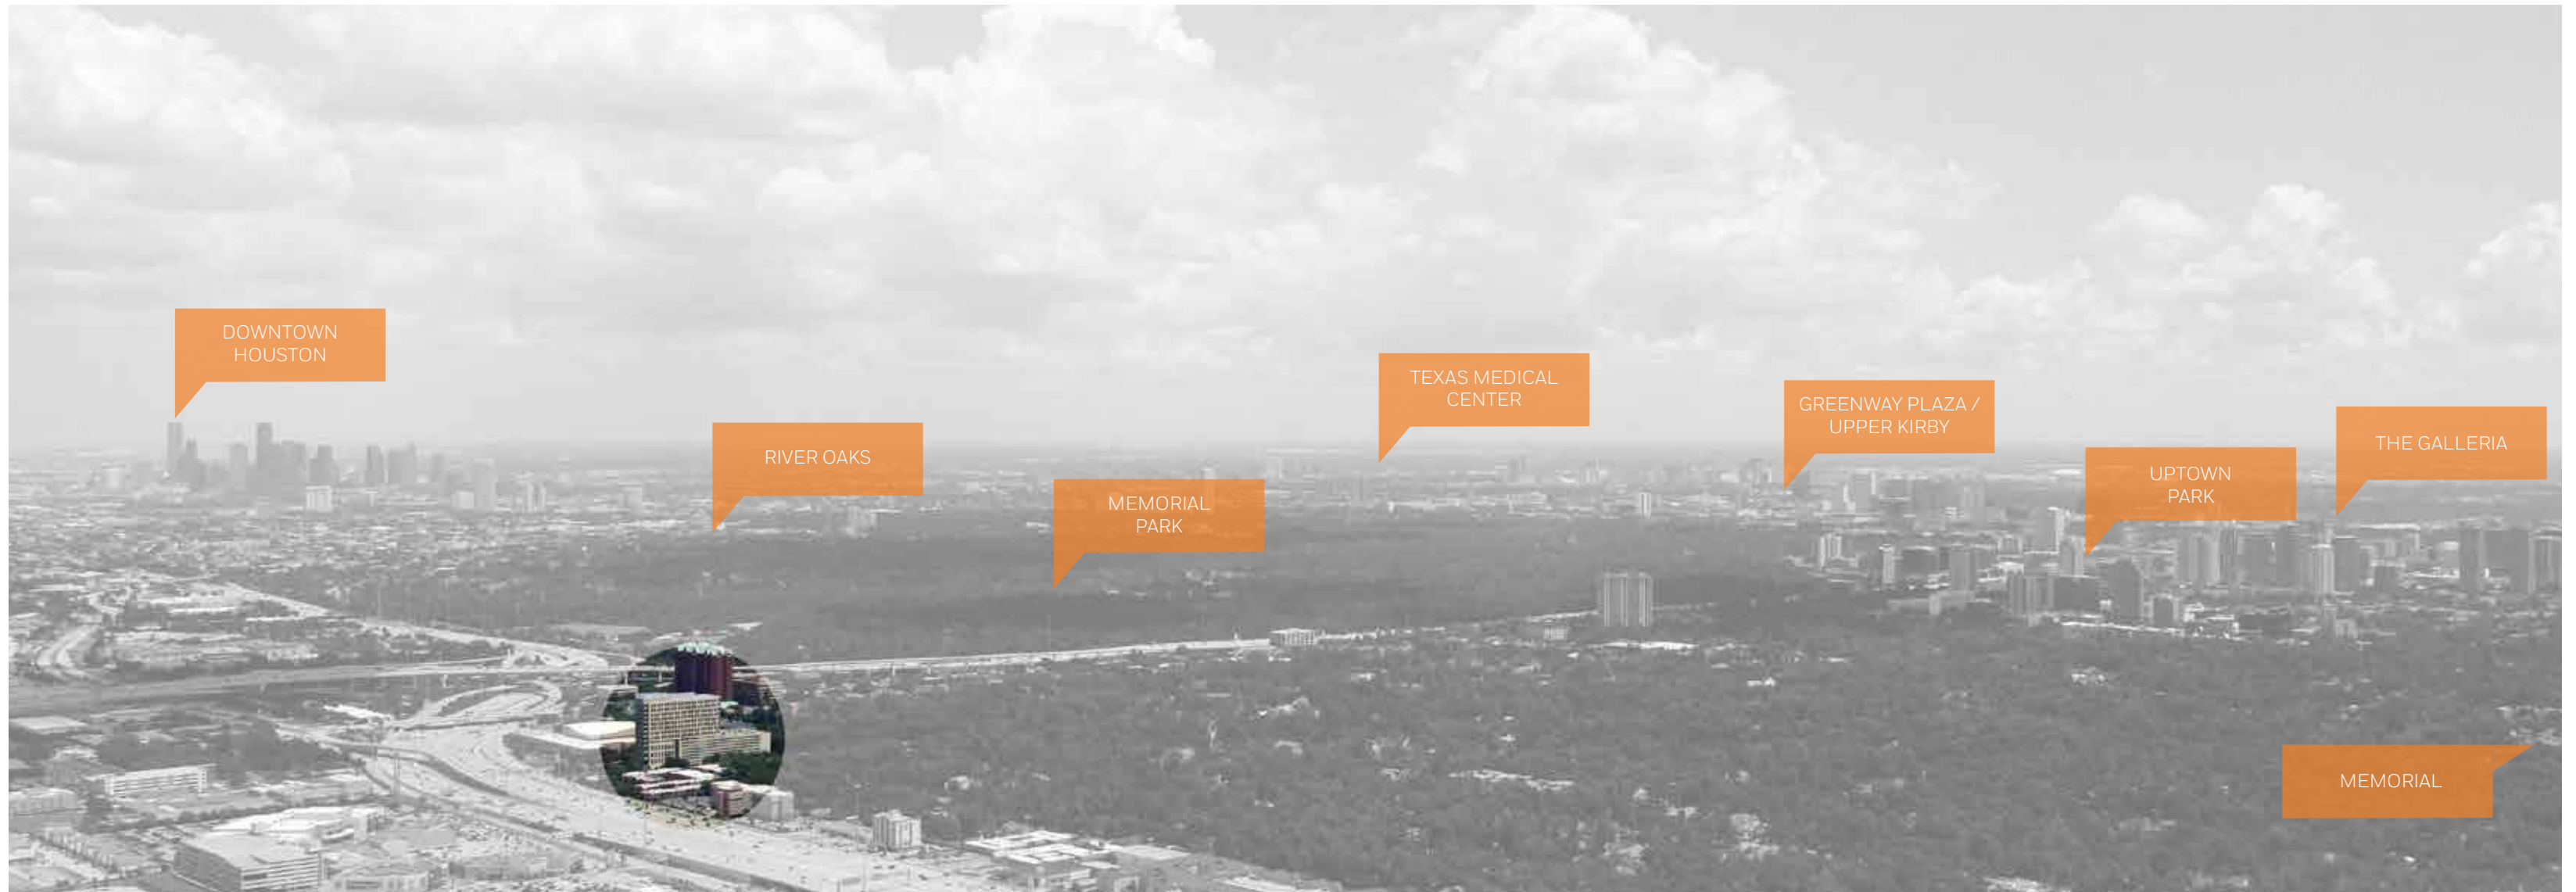 DOWNTOWN
HOUSTON
RIVER OAKS
MEMORIAL
PARK
TEXAS MEDICAL
CENTER
GREENWAY PLAZA /
UPPER KIRBY
UPTOWN
PARK
THE GALLERIA
MEMORIAL